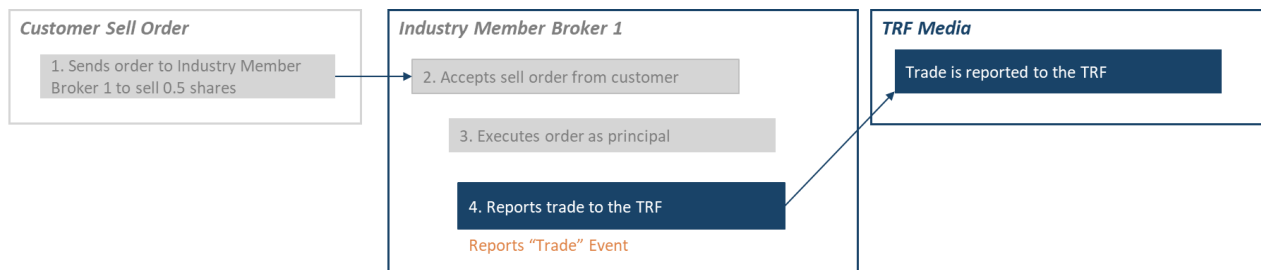 Customer Sell Order
1. Sends order to Industry Member
Broker 1 to sell 0.5 shares
Industry Member Broker 1
2. Accepts sell order from customer
3. Executes order as principal
4. Reports trade to the TRF
Reports “Trade” Event
TRF Media
Trade is reported to the TRF